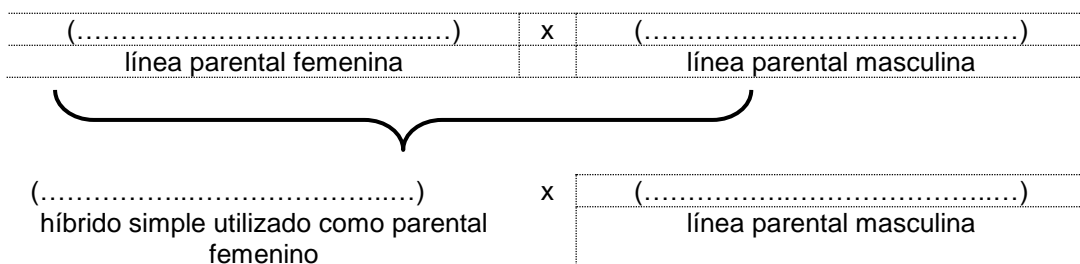 (…………………..……………..…) x (……………..…………………..…)
línea parental femenina línea parental masculina
(……………..…………………..…) x (……………..…………………..…)
híbrido simple utilizado como parental línea parental masculina
femenino